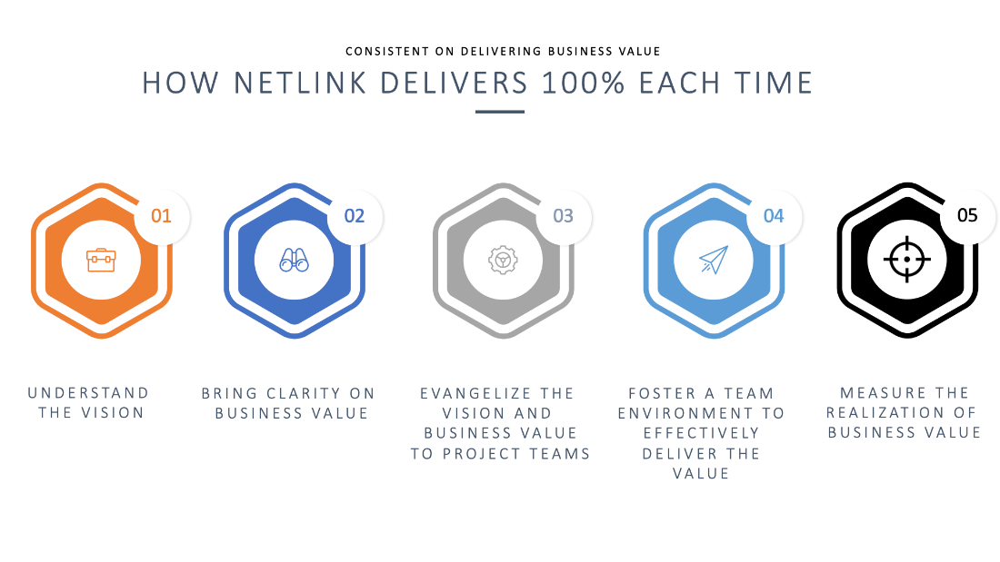 CONSISTENT ON DELIVERING BUSINESS VALUE
HOW NETLINK DELIVERS 100% EACH TIME
01
UNDERSTAND
THE VISION
02
BRING CLARITY ON
BUSINESS VALUE
03
EVANGELIZE THE
VISION AND
BUSINESS VALUE
TO PROJECT TEAMS
04
FOSTER A TEAM
ENVIRONMENT TO
EFFECTIVELY
DELIVER THE
VALUE
05
MEASURE THE
REALIZATION OF
BUSINESS VALUE